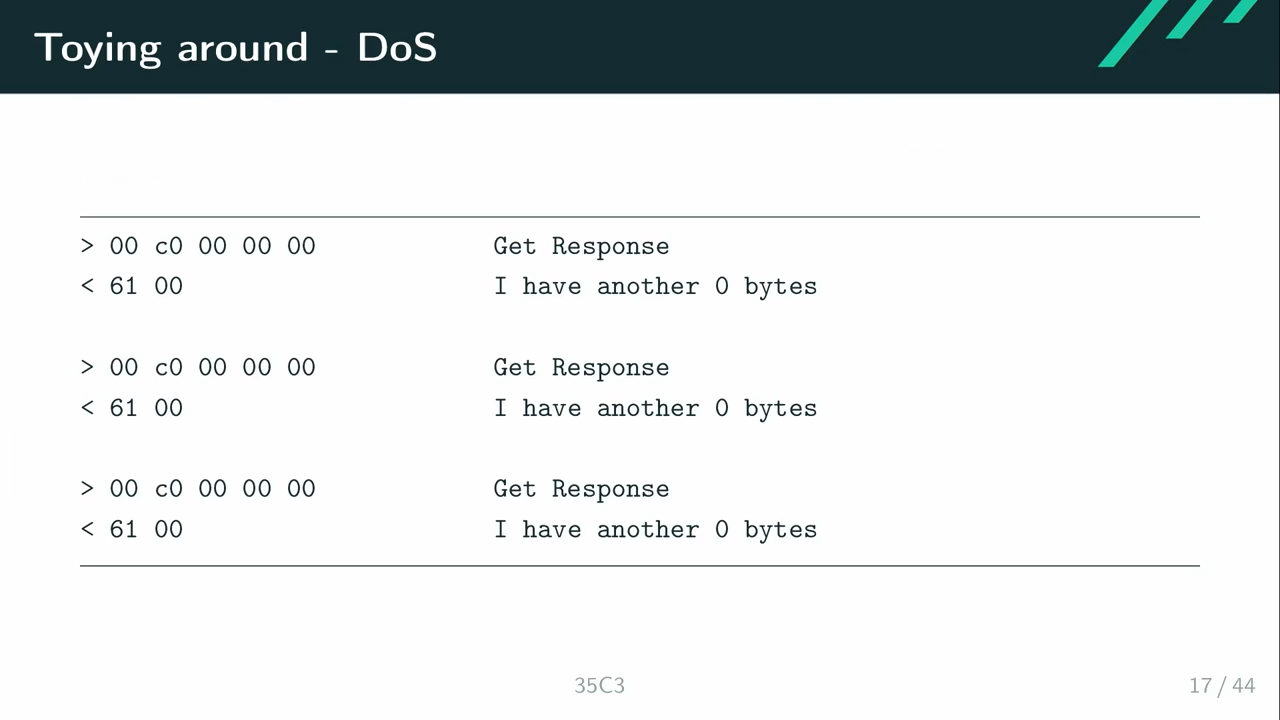 Toying around - DoS
> 00 c0 00 00 00 Get Response
< 61 00 I have another 0 bytes
> 00 c0 00 00 00 Get Response
< 61 00 I have another 0 bytes
> 00 c0 00 00 00 Get Response
< 61 00 I have another 0 bytes
35C3 17 / 44